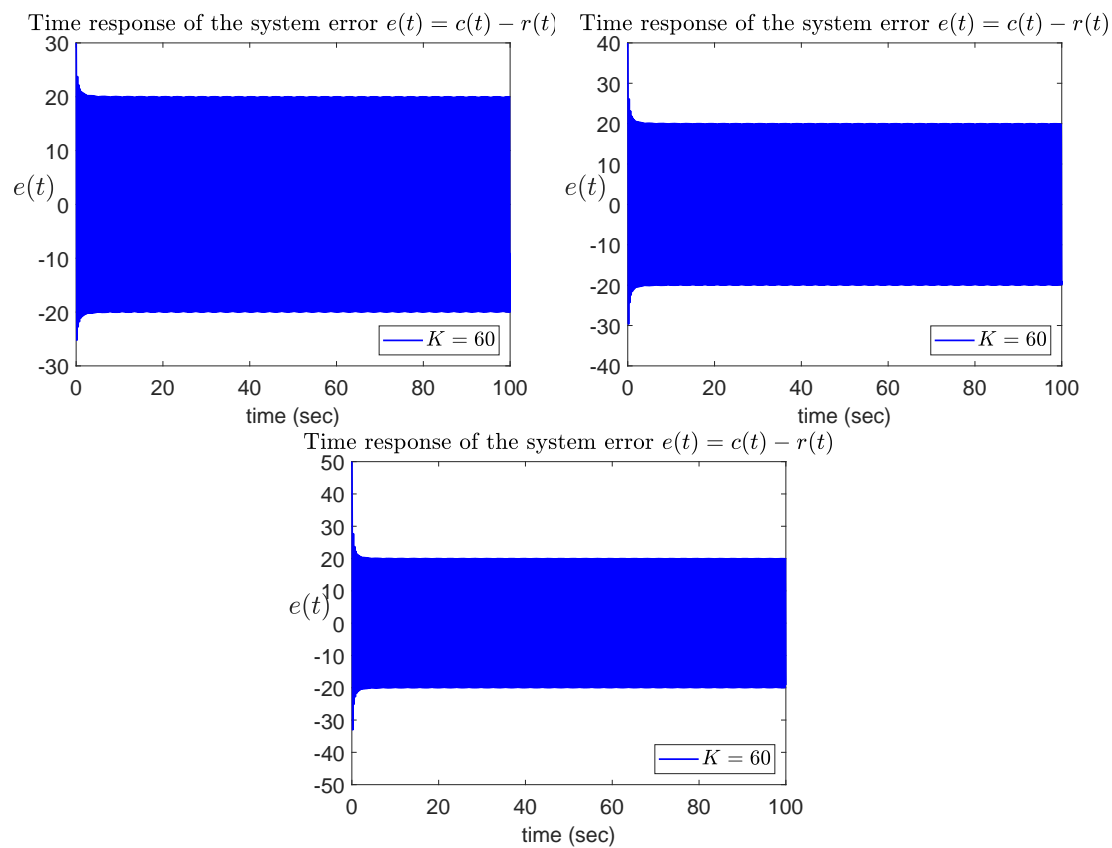 Time response of the system error e(t) = c(t) − r(t)
30
20
10
e(t)
0
-10
-20
-30
K = 60
0 20 40 60 80 100
time (sec)
Time response of the system error e(t) = c(t) − r(t)
40
30
20
10
e(t)
0
-10
-20
-30
-40
K = 60
0 20 40 60 80 100
time (sec)
Time response of the system error e(t) = c(t) − r(t)
50
40
30
20
10
e(t)
0
-10
-20
-30
-40
-50
K = 60
0 20 40 60 80 100
time (sec)